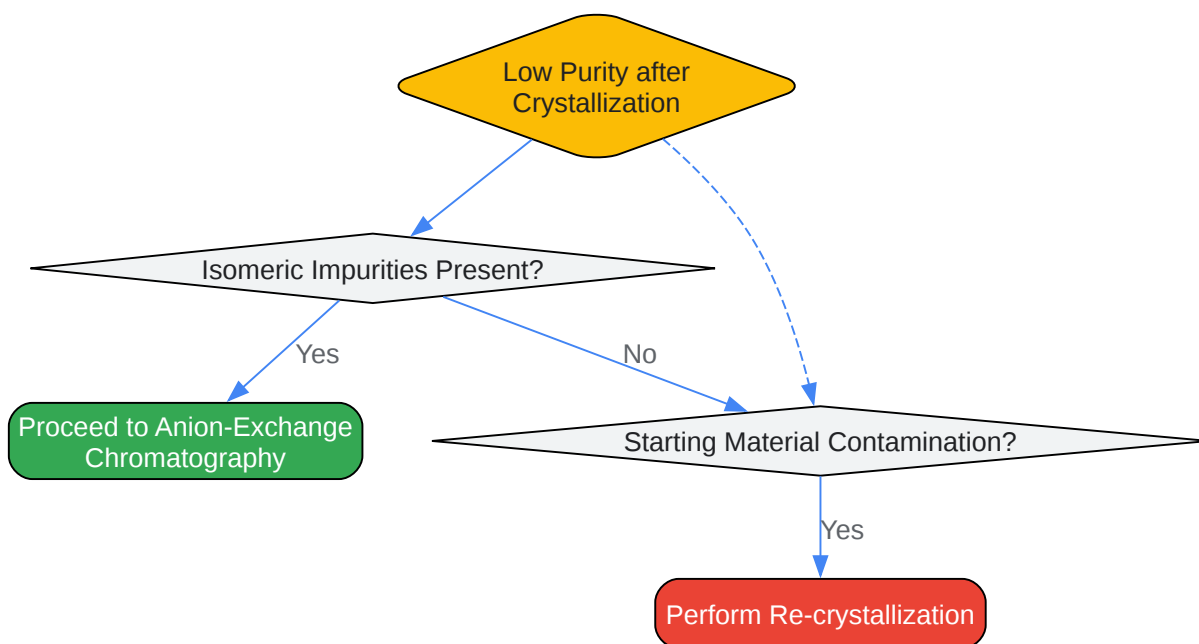 Low Purity after
Crystallization
Isomeric Impurities Present?
Yes
No
Proceed to Anion-Exchange
Chromatography
Starting Material Contamination?
Yes
Perform Re-crystallization